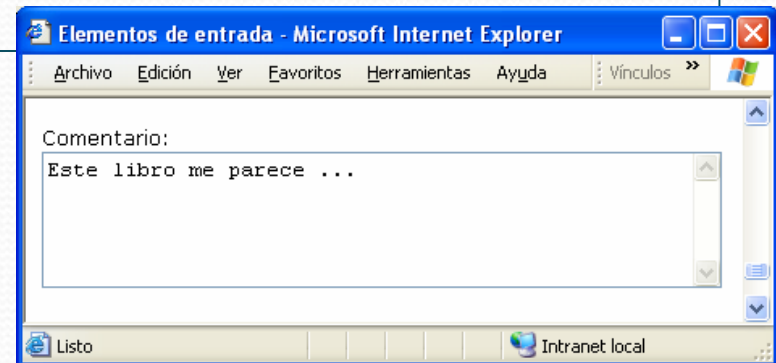 Elementos de entrada - Microsoft Internet Explorer
Archivo Edición Ver Favoritos Herramientas Ayuda Vínculos »
Comentario:
Este libro me parece ...
Listo Intranet local